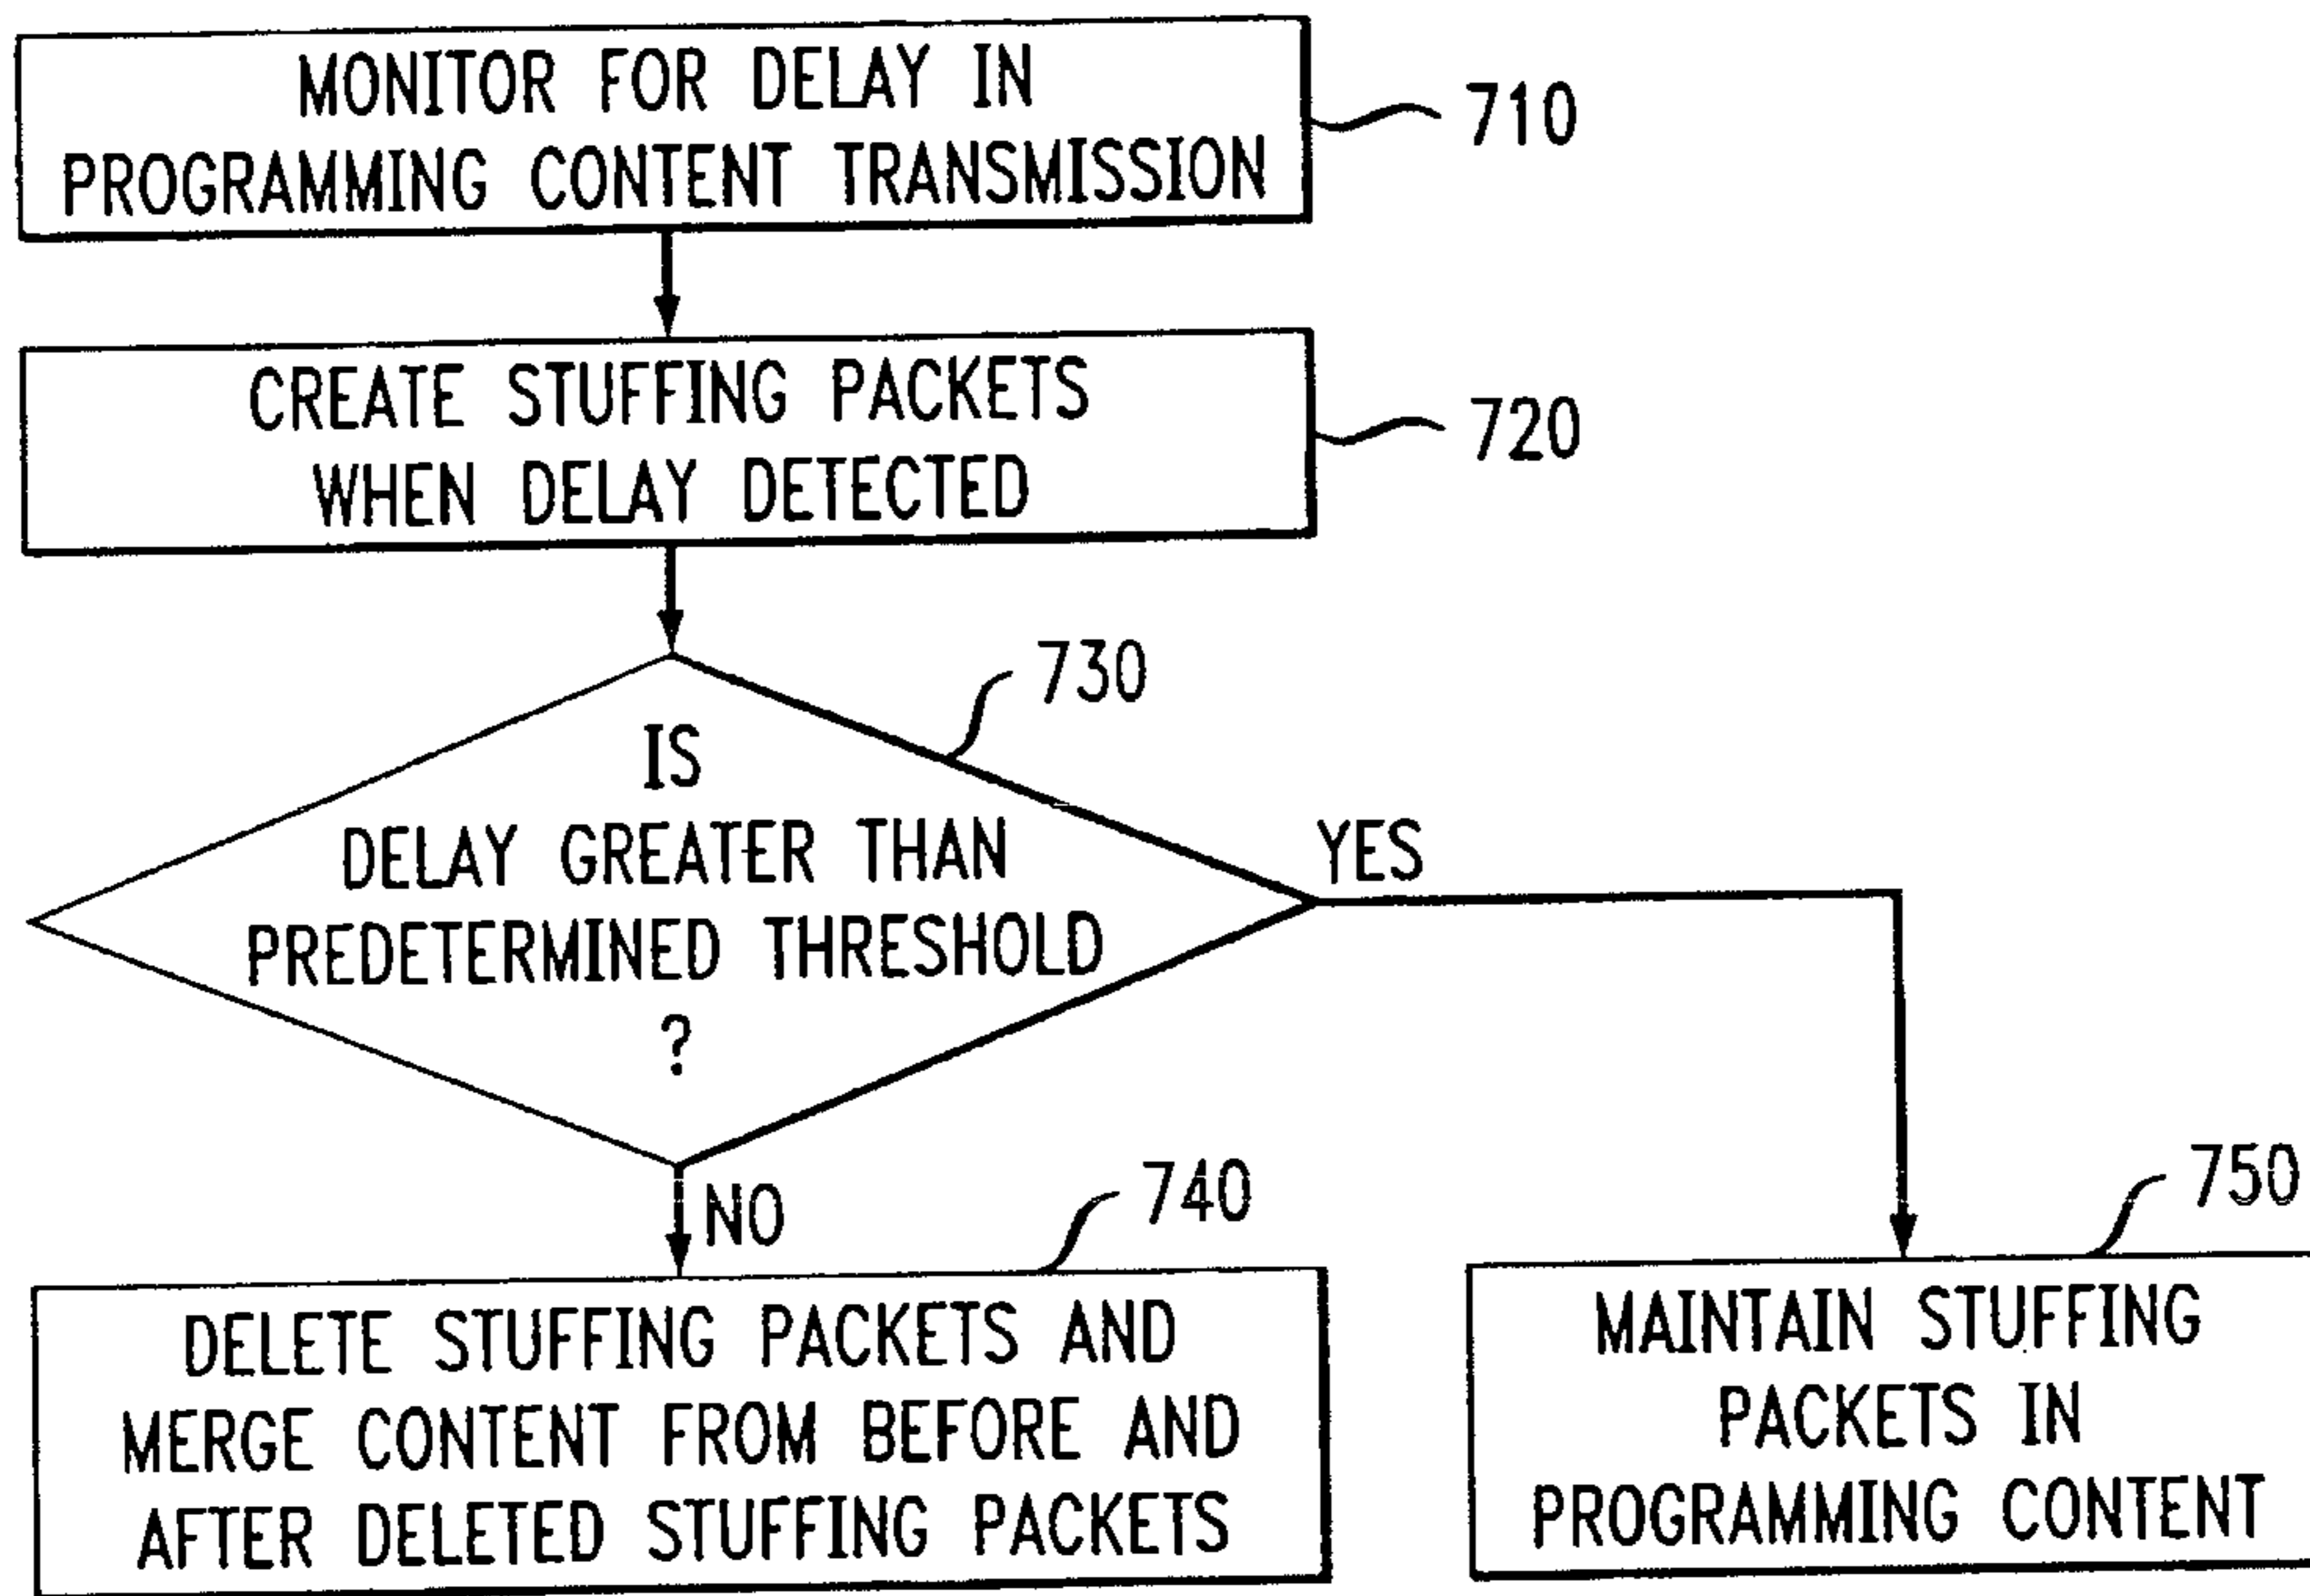 MONITOR FOR DELAY IN
PROGRAMMING CONTENT TRANSMISSION
710
CREATE STUFFING PACKETS
WHEN DELAY DETECTED
720
730
IS
DELAY GREATER THAN
PREDETERMINED THRESHOLD
?
YES
NO
740
DELETE STUFFING PACKETS AND
MERGE CONTENT FROM BEFORE AND
AFTER DELETED STUFFING PACKETS
750
MAINTAIN STUFFING
PACKETS IN
PROGRAMMING CONTENT